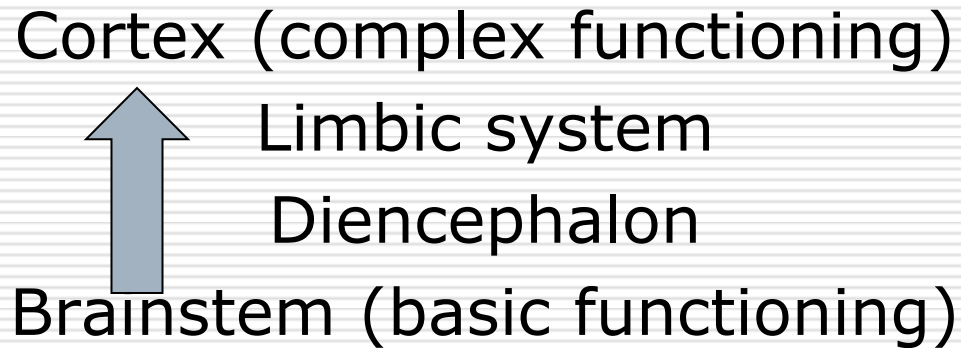 Cortex (complex functioning)
Limbic system
Diencephalon
Brainstem (basic functioning)